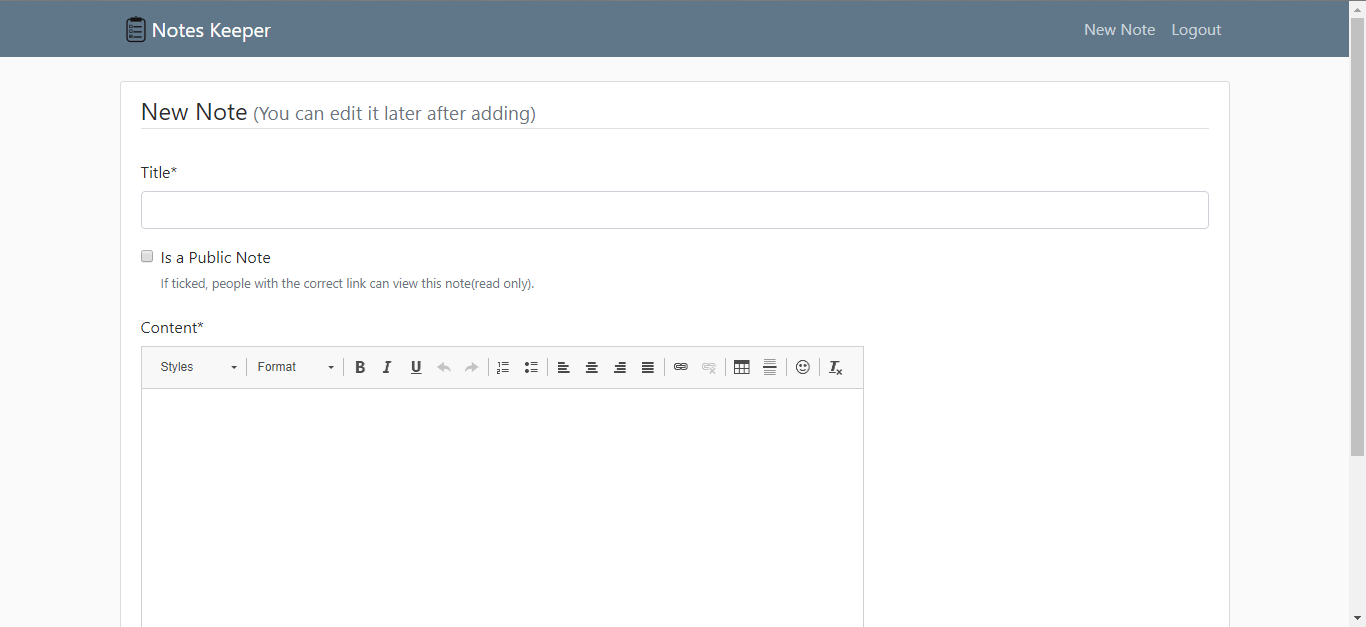 Notes Keeper New Note Logout
New Note (You can edit it later after adding)
Title*
Is a Public Note
If ticked, people with the correct link can view this note(read only).
Content*
Styles Format B I U